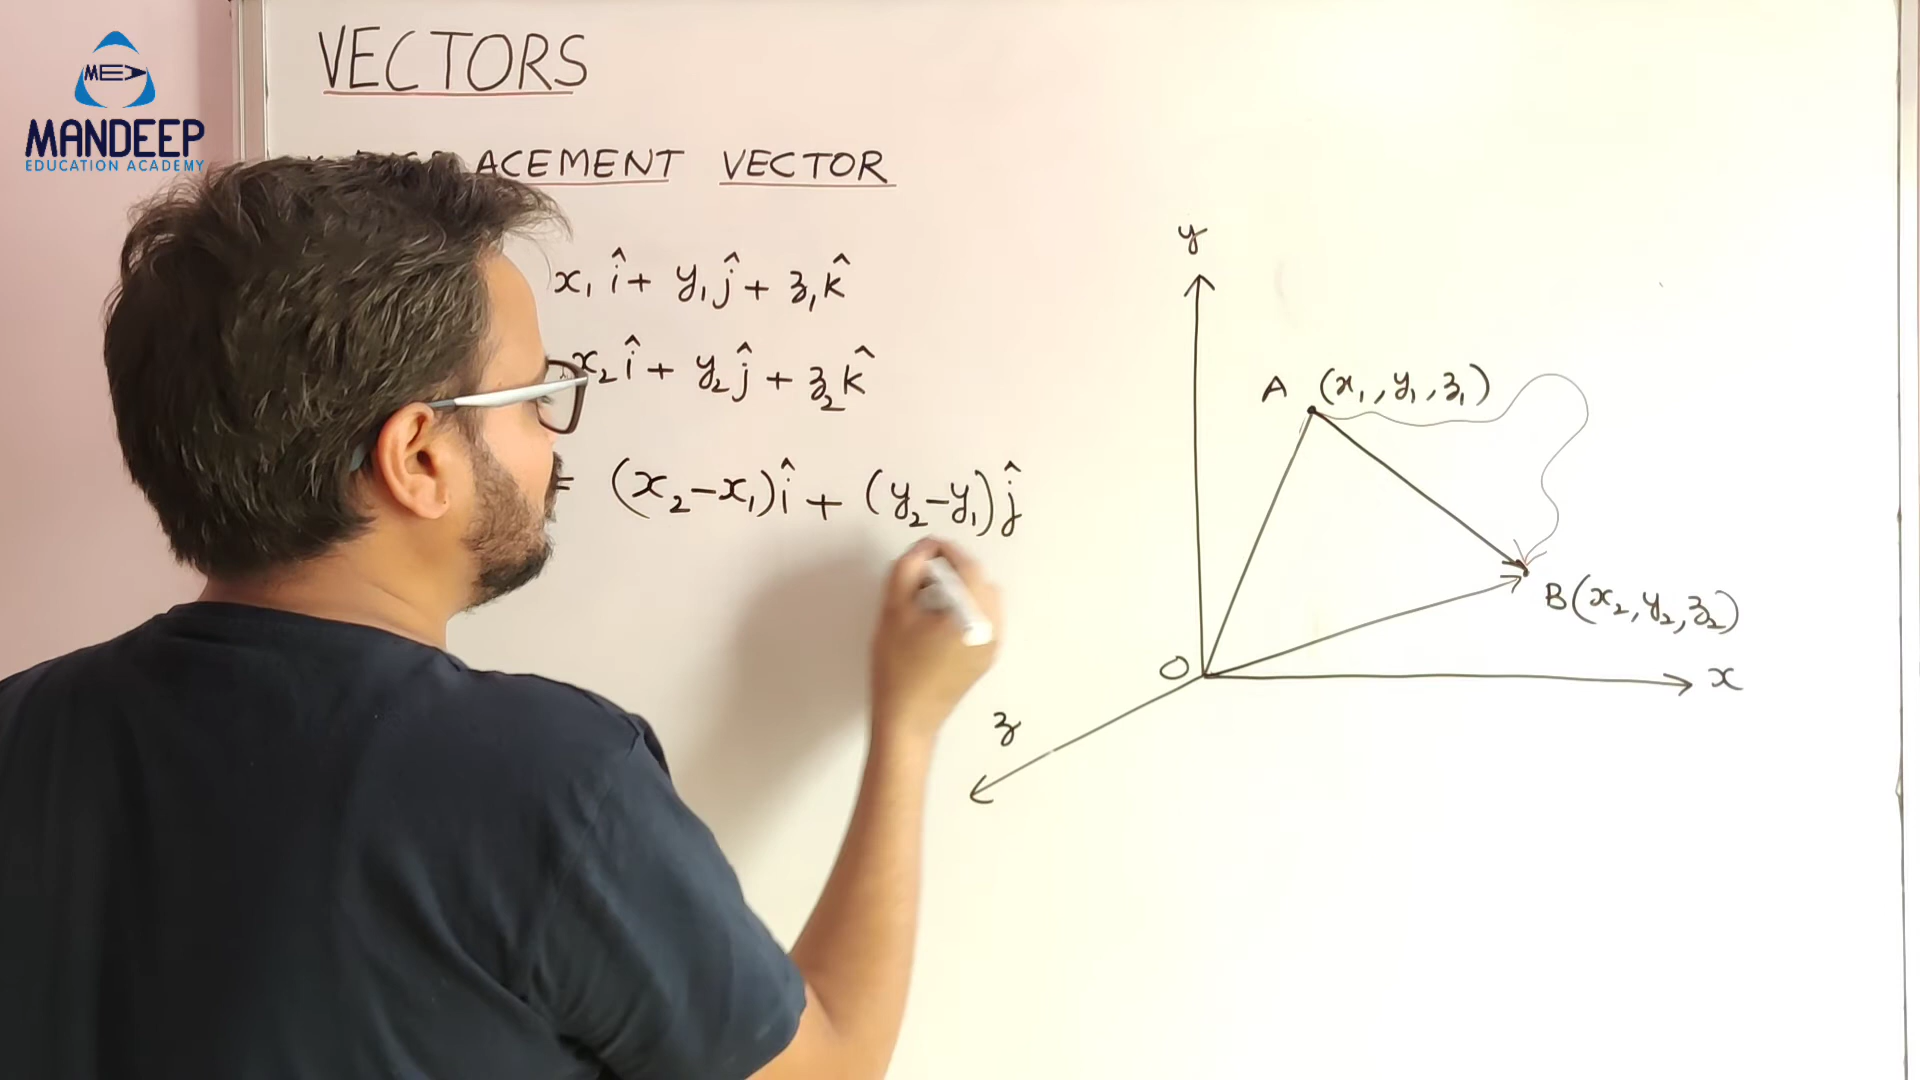 MED
MANDEEP
EDUCATION ACADEMY
VECTORS
ACEMENT VECTOR
x₁ î + y₁ ĵ + z₁ k̂
x₂ î + y₂ ĵ + z₂ k̂
= (x₂-x₁) î + (y₂-y₁) ĵ
y
A (x₁, y₁, z₁)
B (x₂, y₂, z₂)
O
x
z